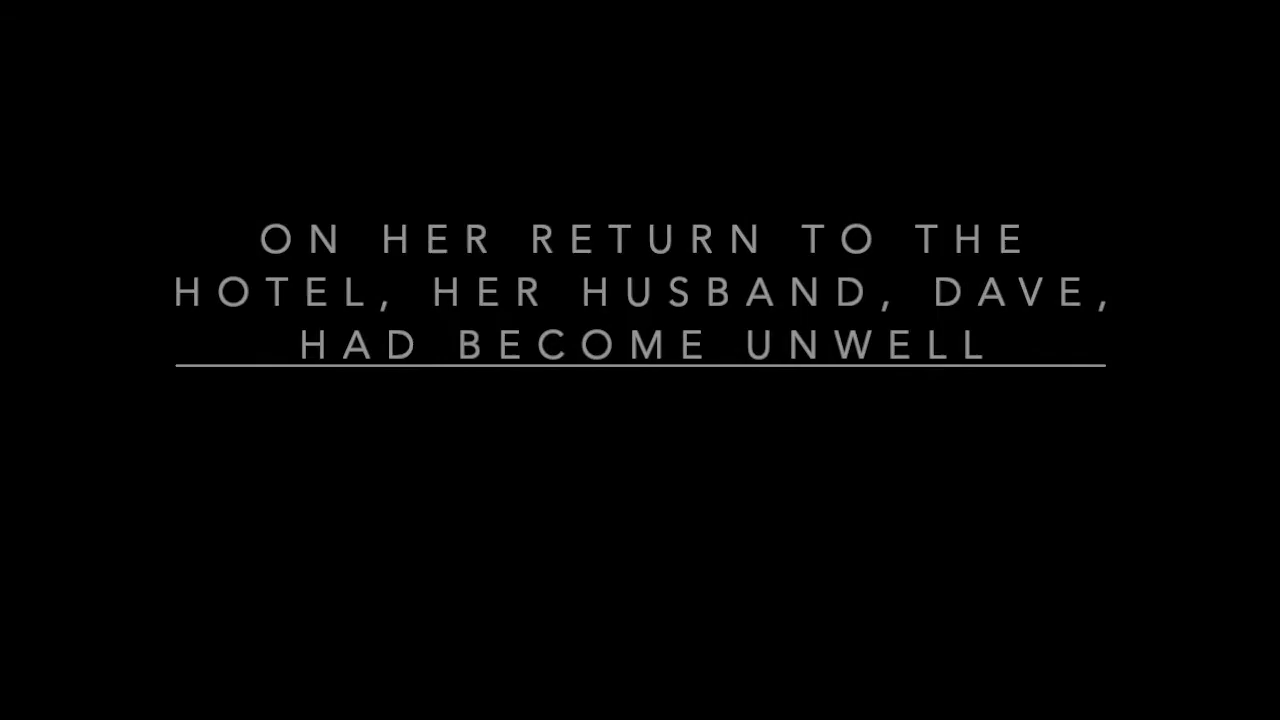 ON HER RETURN TO THE
HOTEL, HER HUSBAND, DAVE,
HAD BECOME UNWELL